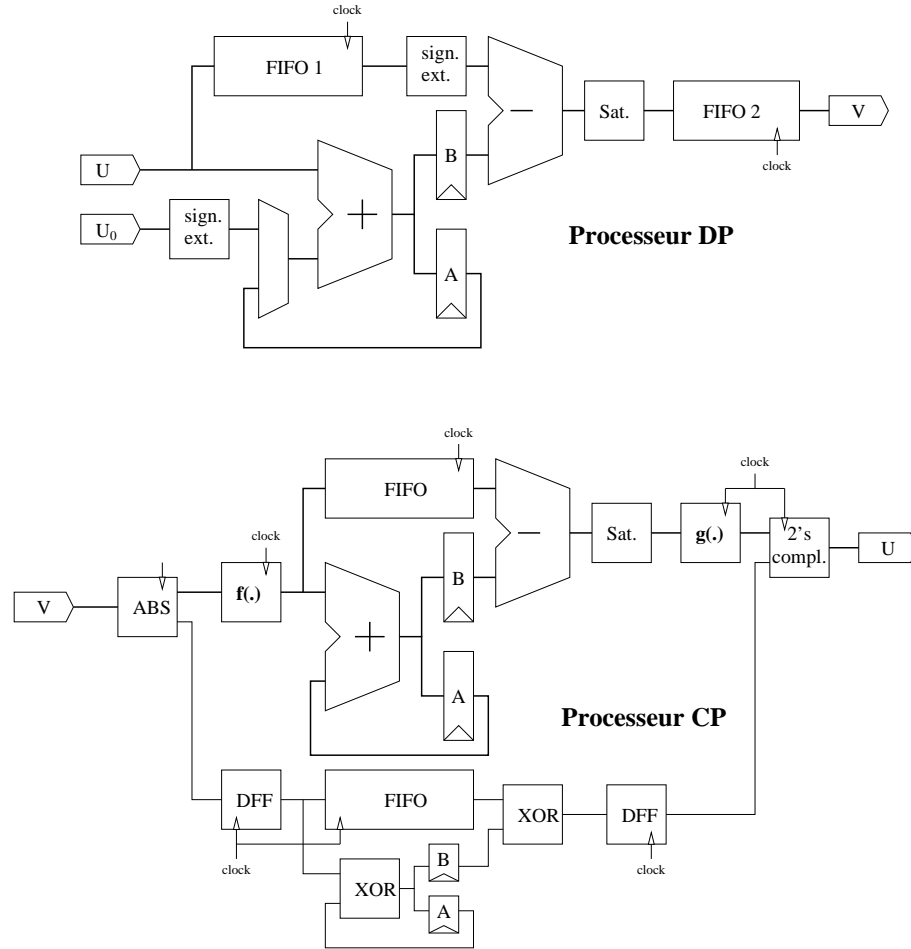 clock
FIFO 1
sign.
ext.
−
Sat.
FIFO 2
V
clock
B
U
+
U0
sign.
ext.
A
Processeur DP
clock
clock
FIFO
−
Sat.
g(.)
2's
compl.
U
clock
B
V
ABS
f(.)
+
A
Processeur CP
DFF
FIFO
XOR
DFF
clock
clock
XOR
B
A